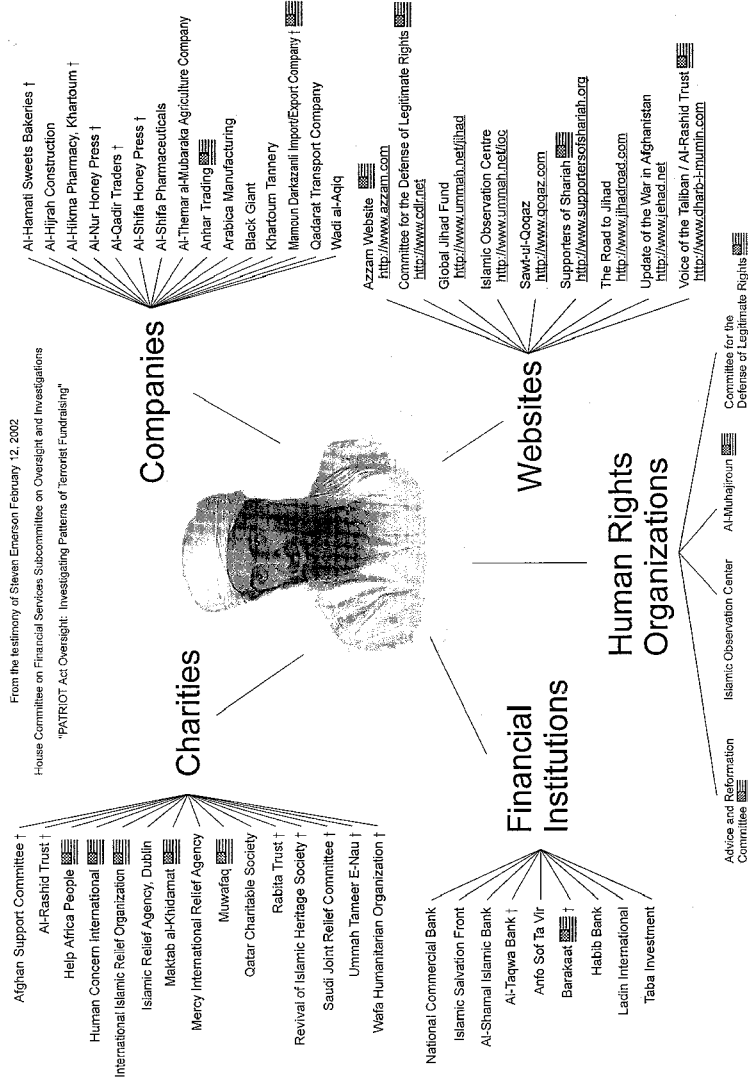 From the testimony of Steven Emerson February 12, 2002
House Committee on Financial Services Subcommittee on Oversight and Investigations
"PATRIOT Act Oversight: Investigating Patterns of Terrorist Fundraising"
Charities
Afghan Support Committee †
Al-Rashid Trust †
Help Africa People
Human Concern International
International Islamic Relief Organization
Islamic Relief Agency, Dublin
Maktab al-Khidamat
Mercy International Relief Agency
Muwafaq
Qatar Charitable Society
Rabita Trust †
Revival of Islamic Heritage Society †
Saudi Joint Relief Committee †
Ummah Tameer E-Nau †
Wafa Humanitarian Organization †
Companies
Al-Hamati Sweets Bakeries †
Al-Hijrah Construction
Al-Hikma Pharmacy, Khartoum †
Al-Nur Honey Press †
Al-Qadir Traders †
Al-Shifa Honey Press †
Al-Shifa Pharmaceuticals
Al-Themar al-Mubaraka Agriculture Company
Anhar Trading
Arabica Manufacturing
Black Giant
Khartoum Tannery
Mamoun Darkazanli Import/Export Company †
Qadarat Transport Company
Wadi al-Aqiq
Financial
Institutions
National Commercial Bank
Islamic Salvation Front
Al-Shamal Islamic Bank
Al-Taqwa Bank †
Anfo Sof Ta Vir
Barakaat †
Habib Bank
Ladin International
Taba Investment
Websites
Azzam Website
http://www.azzam.com
Committee for the Defense of Legitimate Rights
http://www.cdlr.net
Global Jihad Fund
http://www.ummah.net/jihad
Islamic Observation Centre
http://www.ummah.net/ioc
Sawt-ul-Qoqaz
http://www.qoqaz.com
Supporters of Shariah
http://www.supportersofshariah.org
The Road to Jihad
http://www.jihadroad.com
Update of the War in Afghanistan
http://www.jehad.net
Voice of the Taliban / Al-Rashid Trust
http://www.dharb-i-mumin.com
Human Rights
Organizations
Advice and Reformation
Committee
Islamic Observation Center
Al-Muhajiroun
Committee for the
Defense of Legitimate Rights